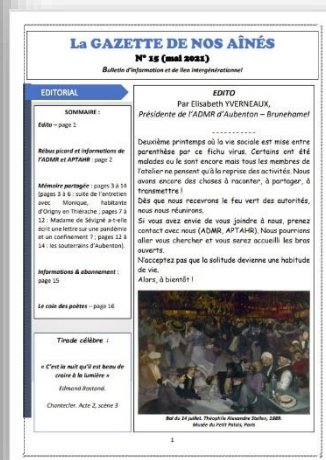 La GAZETTE DE NOS AÎNÉS
N° 15 (mai 2021)
Bulletin d'information et de lien intergénérationnel
EDITORIAL
SOMMAIRE :
Edito – page 1
Rébus picard et informations de
l'ADMR et APTAHR : page 2
Mémoire partagée : pages 3 à 14
(pages 3 à 6 : suite de l'entretien
avec Monique, habitante
d'Origny en Thiérache ; pages 7 à
12 : Madame de Sévigné a-t-elle
écrit une lettre sur une pandémie
et un confinement ? ; pages 12 à
14 : les souterrains d'Aubenton).
Informations & abonnement :
page 15
Le coin des poètes – page 16
Tirade célèbre :
« C'est la nuit qu'il est beau de
croire à la lumière »
Edmond Rostand.
Chantecler. Acte 2, scène 3
EDITO
Par Elisabeth YVERNEAUX,
Présidente de l'ADMR d'Aubenton – Brunehamel
-----------
Deuxième printemps où la vie sociale est mise entre
parenthèse par ce fichu virus. Certains ont été
malades ou le sont encore mais tous les membres de
l'atelier ne pensent qu'à la reprise des activités. Nous
avons encore des choses à raconter, à partager, à
transmettre !
Dès que nous recevrons le feu vert des autorités,
nous nous réunirons.
Si vous avez envie de vous joindre à nous, prenez
contact avec nous (ADMR, APTAHR). Nous pourrions
aller vous chercher et vous serez accueilli les bras
ouverts.
N'acceptez pas que la solitude devienne une habitude
de vie.
Alors, à bientôt !
Bal du 14 juillet. Théophile Alexandre Steilen, 1889.
Musée du Petit Palais, Paris
1